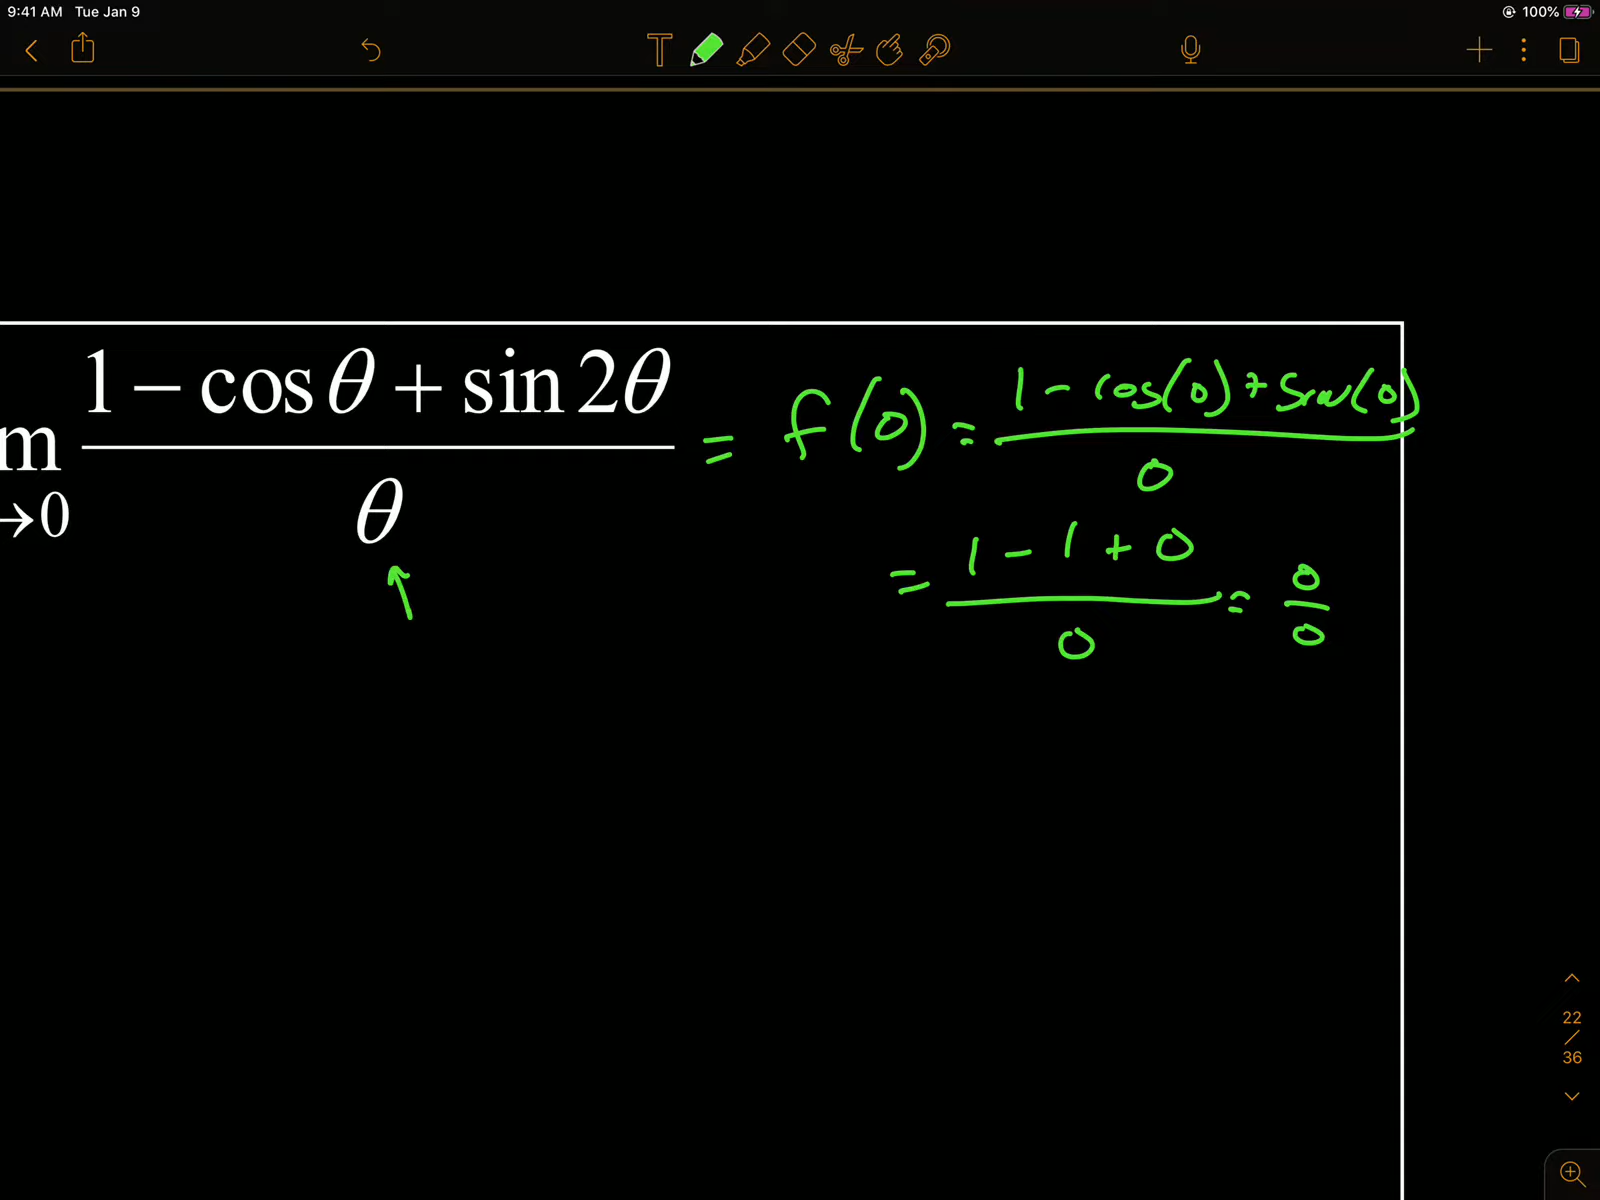 9:41 AM Tue Jan 9
100%
T
m 1 − cos θ + sin 2θ / θ = f(0) = 1 - cos(0) + sin(0) / 0
→0
= 1 - 1 + 0 / 0 = 0/0
22
/
36